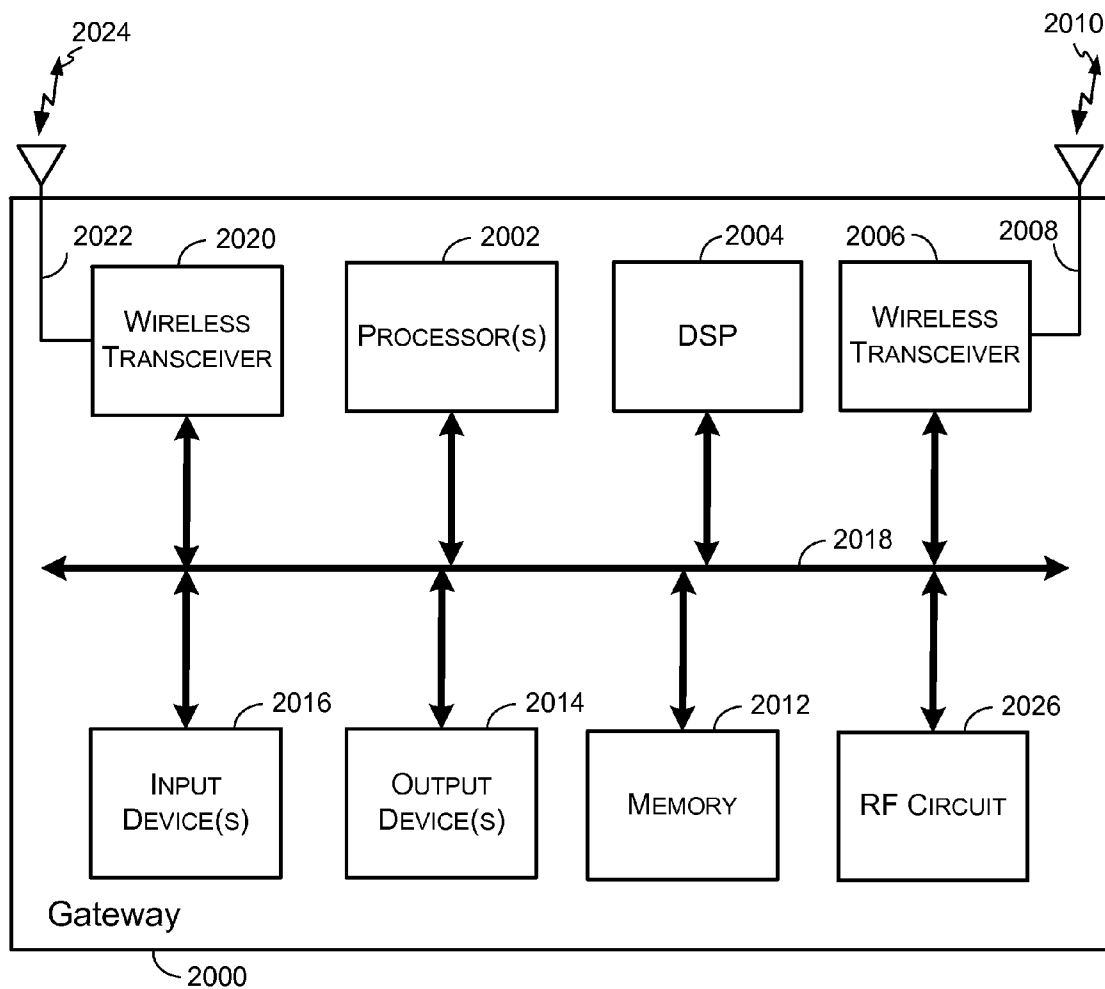 2024
2010
2022
2020
2002
2004
2006
2008
WIRELESS
TRANSCEIVER
PROCESSOR(S)
DSP
WIRELESS
TRANSCEIVER
2018
2016
2014
2012
2026
INPUT
DEVICE(S)
OUTPUT
DEVICE(S)
MEMORY
RF CIRCUIT
Gateway
2000